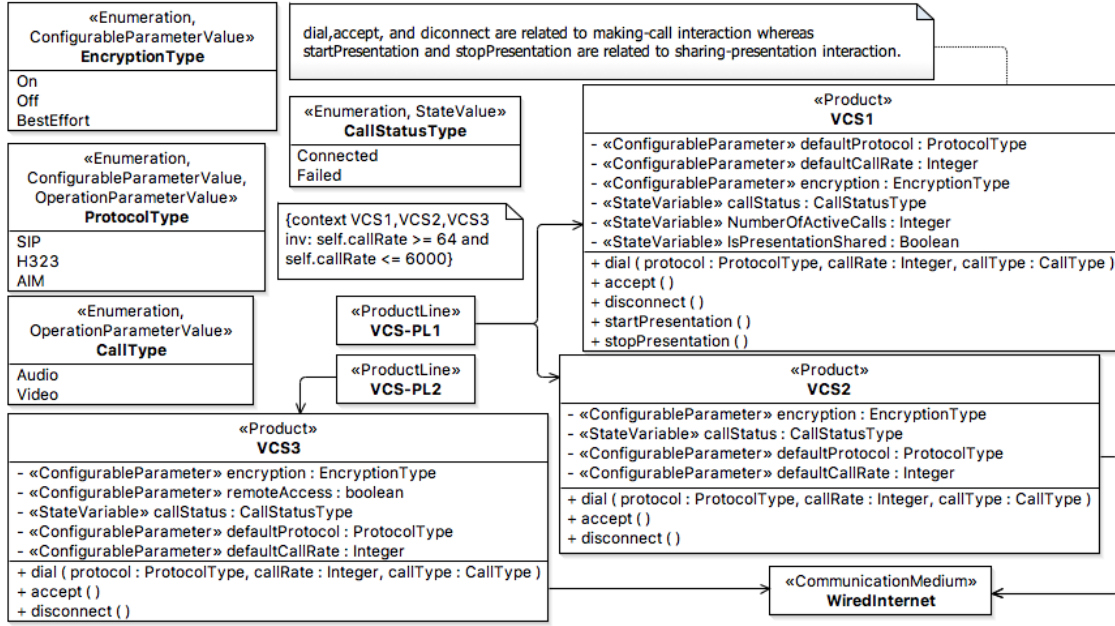 «Enumeration,
ConfigurableParameterValue»
EncryptionType
On
Off
BestEffort
dial,accept, and diconnect are related to making-call interaction whereas
startPresentation and stopPresentation are related to sharing-presentation interaction.
«Enumeration, StateValue»
CallStatusType
Connected
Failed
«Product»
VCS1
- «ConfigurableParameter» defaultProtocol : ProtocolType
- «ConfigurableParameter» defaultCallRate : Integer
- «ConfigurableParameter» encryption : EncryptionType
- «StateVariable» callStatus : CallStatusType
- «StateVariable» NumberOfActiveCalls : Integer
- «StateVariable» IsPresentationShared : Boolean
+ dial ( protocol : ProtocolType, callRate : Integer, callType : CallType )
+ accept ( )
+ disconnect ( )
+ startPresentation ( )
+ stopPresentation ( )
«Enumeration,
ConfigurableParameterValue,
OperationParameterValue»
ProtocolType
SIP
H323
AIM
{context VCS1,VCS2,VCS3
inv: self.callRate >= 64 and
self.callRate <= 6000}
«Enumeration,
OperationParameterValue»
CallType
Audio
Video
«ProductLine»
VCS-PL1
«ProductLine»
VCS-PL2
«Product»
VCS2
- «ConfigurableParameter» encryption : EncryptionType
- «StateVariable» callStatus : CallStatusType
- «ConfigurableParameter» defaultProtocol : ProtocolType
- «ConfigurableParameter» defaultCallRate : Integer
+ dial ( protocol : ProtocolType, callRate : Integer, callType : CallType )
+ accept ( )
+ disconnect ( )
«Product»
VCS3
- «ConfigurableParameter» encryption : EncryptionType
- «ConfigurableParameter» remoteAccess : boolean
- «StateVariable» callStatus : CallStatusType
- «ConfigurableParameter» defaultProtocol : ProtocolType
- «ConfigurableParameter» defaultCallRate : Integer
+ dial ( protocol : ProtocolType, callRate : Integer, callType : CallType )
+ accept ( )
+ disconnect ( )
«CommunicationMedium»
WiredInternet